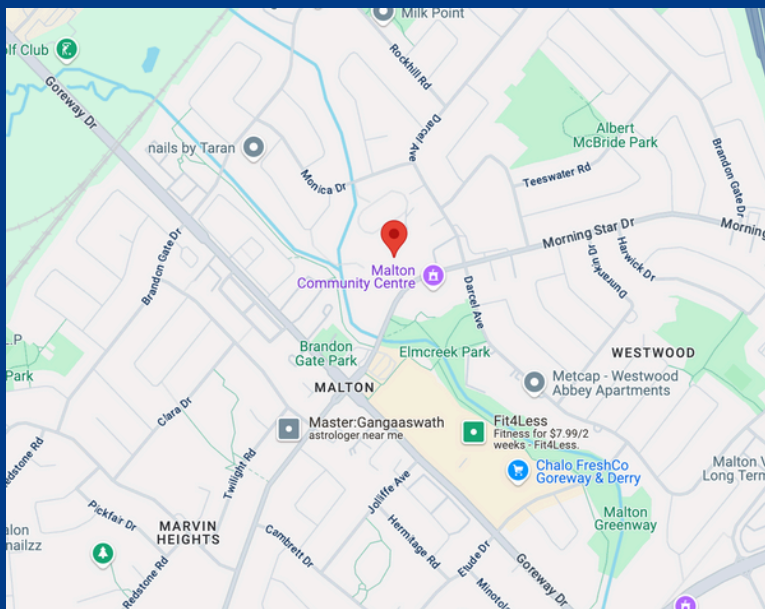 Milk Point
olf Club
Goreway Dr
Rockhill Rd
Darcel Ave
nails by Taran
Albert
McBride Park
Brandon Gate Dr
Monica Dr
Teeswater Rd
Morning Star Dr
Morning
Brandon Gate Dr
Malton
Community Centre
Darcel Ave
Dunrankin Dr
Harwick Dr
Brandon
Gate Park
Elmcreek Park
WESTWOOD
Park
MALTON
Metcap - Westwood
Abbey Apartments
Clara Dr
Master:Gangaaswath
astrologer near me
Fit4Less
Fitness for $7.99/2
weeks - Fit4Less.
Redstone Rd
Twilight Rd
Chalo FreshCo
Goreway & Derry
Malton V
Long Term
Jolliffe Ave
Pickfair Dr
MARVIN
HEIGHTS
Malton
Greenway
alon
nailzz
Cambrett Dr
Hermitage Rd
Etude Dr
Goreway Dr
Redstone Rd
Minotol